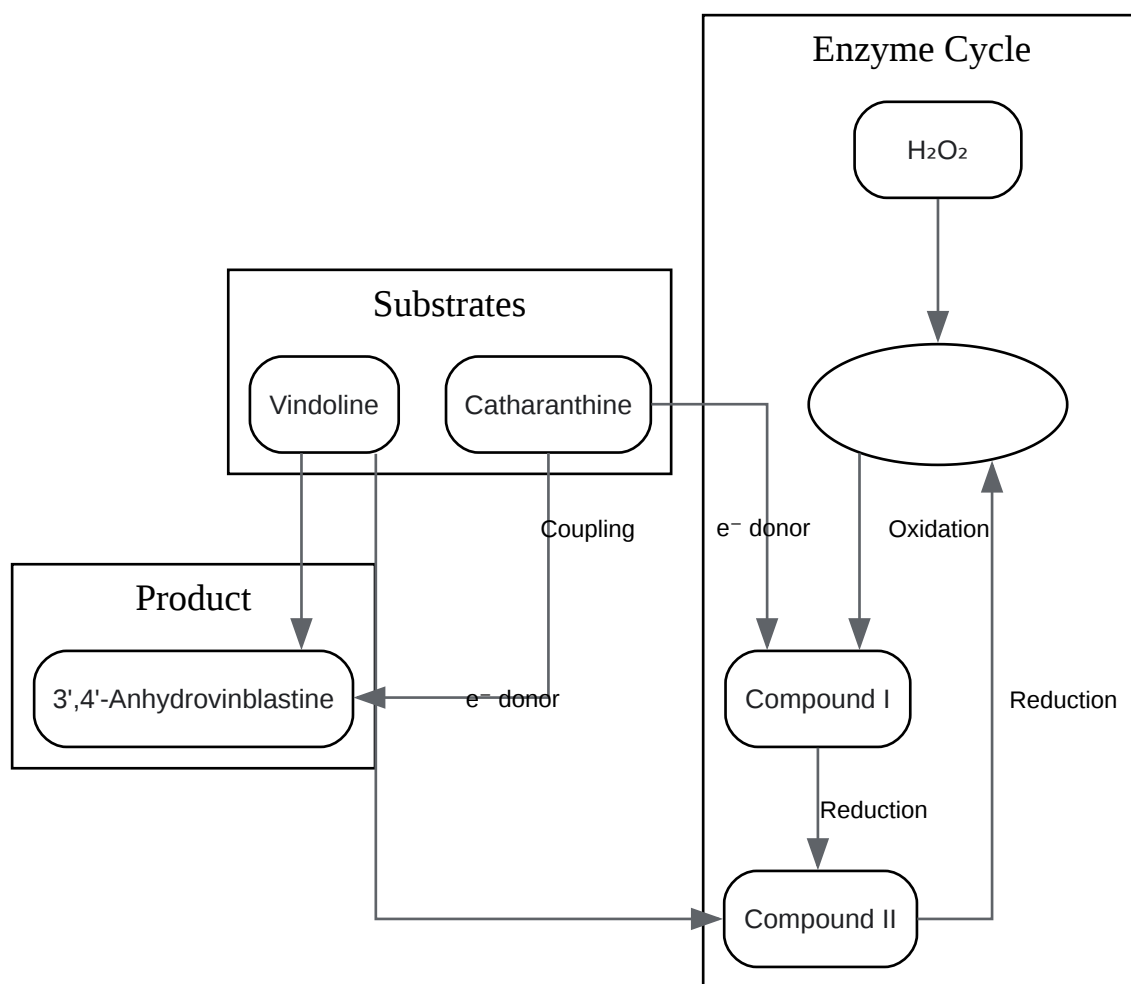 Enzyme Cycle
H₂O₂
Substrates
Vindoline
Catharanthine
Coupling
e⁻ donor
Oxidation
Product
3',4'-Anhydrovinblastine
e⁻ donor
Compound I
Reduction
Reduction
Compound II